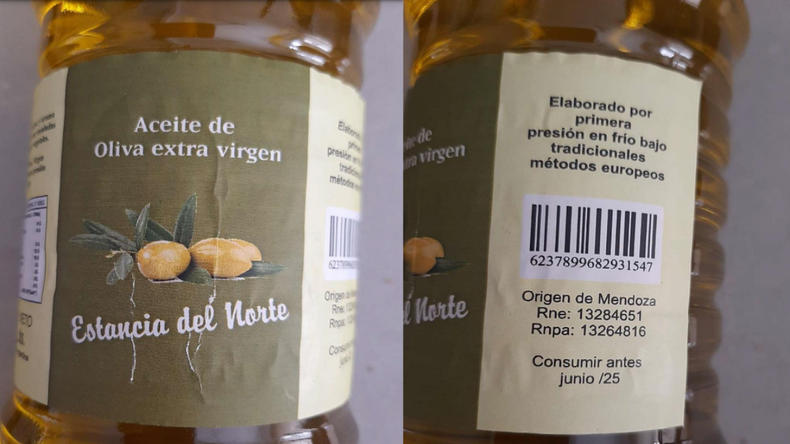 Aceite de
Oliva extra virgen
Estancia del Norte
Elaborado por
primera
presión en frío bajo
tradicionales
métodos europeos
6237899682931547
Origen de Mendoza
Rne: 13284651
Rnpa: 13264816
Consumir antes
junio /25